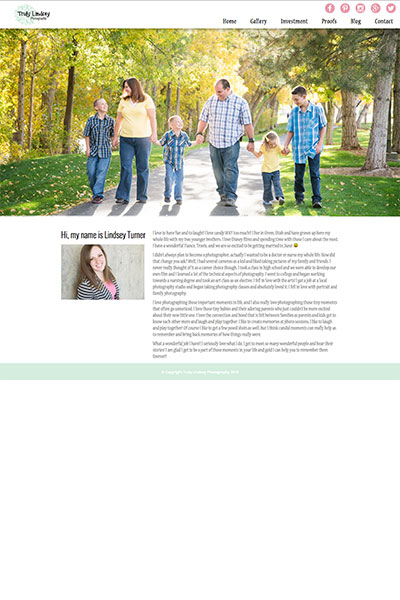 Truly Lindsey
Photography
Home Gallery Investment Proofs Blog Contact
Hi, my name is Lindsey Turner
I love to have fun and to laugh! I love candy WAY too much! I live in Orem, Utah and have grown up here my
whole life with my two younger brothers. I love Disney films and spending time with those I care about the most.
I have a wonderful fiance, Travis, and we are so excited to be getting married in June
I didn't always plan to become a photographer, actually I wanted to be a doctor or nurse my whole life. How did
that change you ask? Well, I had several cameras as a kid and liked taking pictures of my family and friends. I
never really thought of it as a career choice though. I took a class in high school and we were able to develop our
own film and I learned a lot of the technical aspects of photography. I went to college and began working
towards a nursing degree and took an art class as an elective. I fell in love with the arts! I got a job at a local
photography studio and began taking photography classes and absolutely loved it. I fell in love with portrait and
family photography.
I love photographing those important moments in life, and I also really love photographing those tiny moments
that often go unnoticed. I love those tiny babies and their adoring parents who just couldn't be more excited
about their new little one. I love the connection and bond that is felt between families as parents and kids get to
know each other more and laugh and play together. I like to create memories at photo sessions. I like to laugh
and play together! Of course I like to get a few posed shots as well, but I think candid moments can really help us
to remember and bring back memories of how things really were.
What a wonderful job I have! I seriously love what I do. I get to meet so many wonderful people and hear their
stories! I am glad I get to be a part of those moments in your life and glad I can help you to remember them
forever!
© Copyright Truly Lindsey Photography